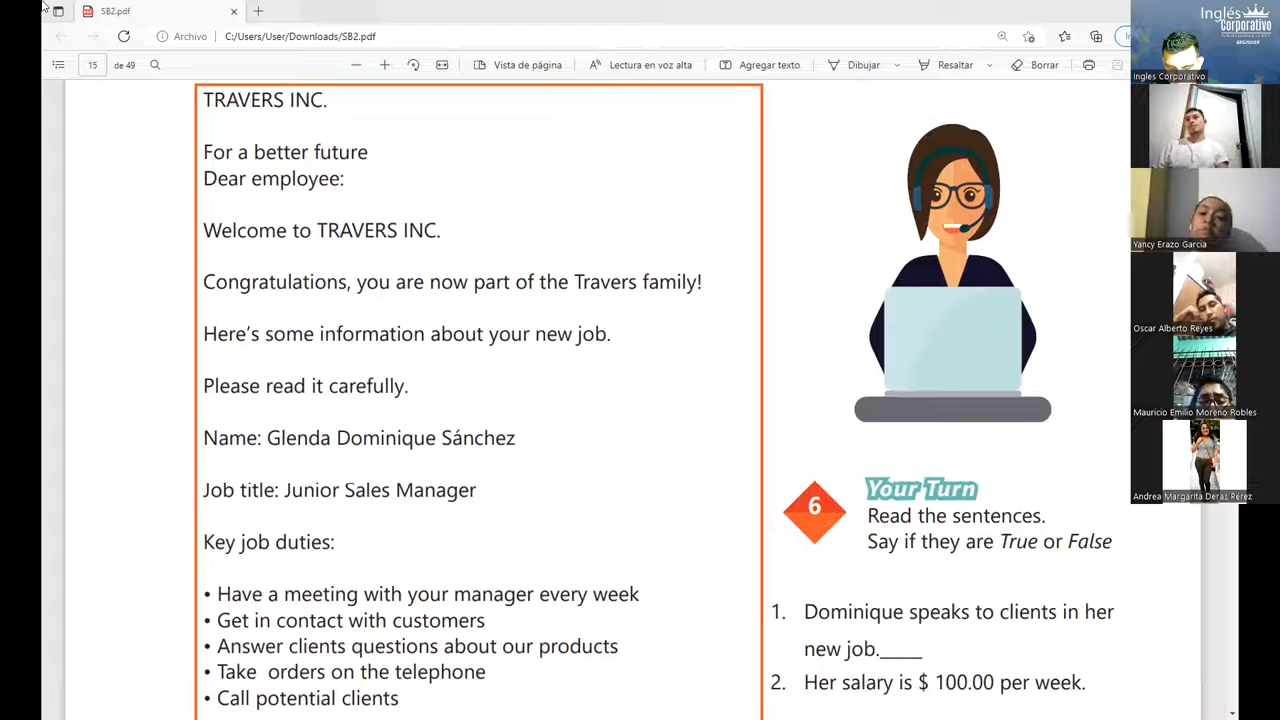 SB2.pdf
Archivo
C:/Users/User/Downloads/SB2.pdf
15
de 49
Vista de página
Lectura en voz alta
Agregar texto
Dibujar
Resaltar
Borrar
TRAVERS INC.
For a better future
Dear employee:
Welcome to TRAVERS INC.
Congratulations, you are now part of the Travers family!
Here's some information about your new job.
Please read it carefully.
Name: Glenda Dominique Sánchez
Job title: Junior Sales Manager
Key job duties:
• Have a meeting with your manager every week
• Get in contact with customers
• Answer clients questions about our products
• Take orders on the telephone
• Call potential clients
6
Your Turn
Read the sentences.
Say if they are True or False
1. Dominique speaks to clients in her
new job._____
2. Her salary is $ 100.00 per week.
Inglés
Corporativo
BEGINNER
Ingles Corporativo
Yancy Erazo Garcia
Oscar Alberto Reyes
Mauricio Emilio Moreno Robles
Andrea Margarita Deras Pérez